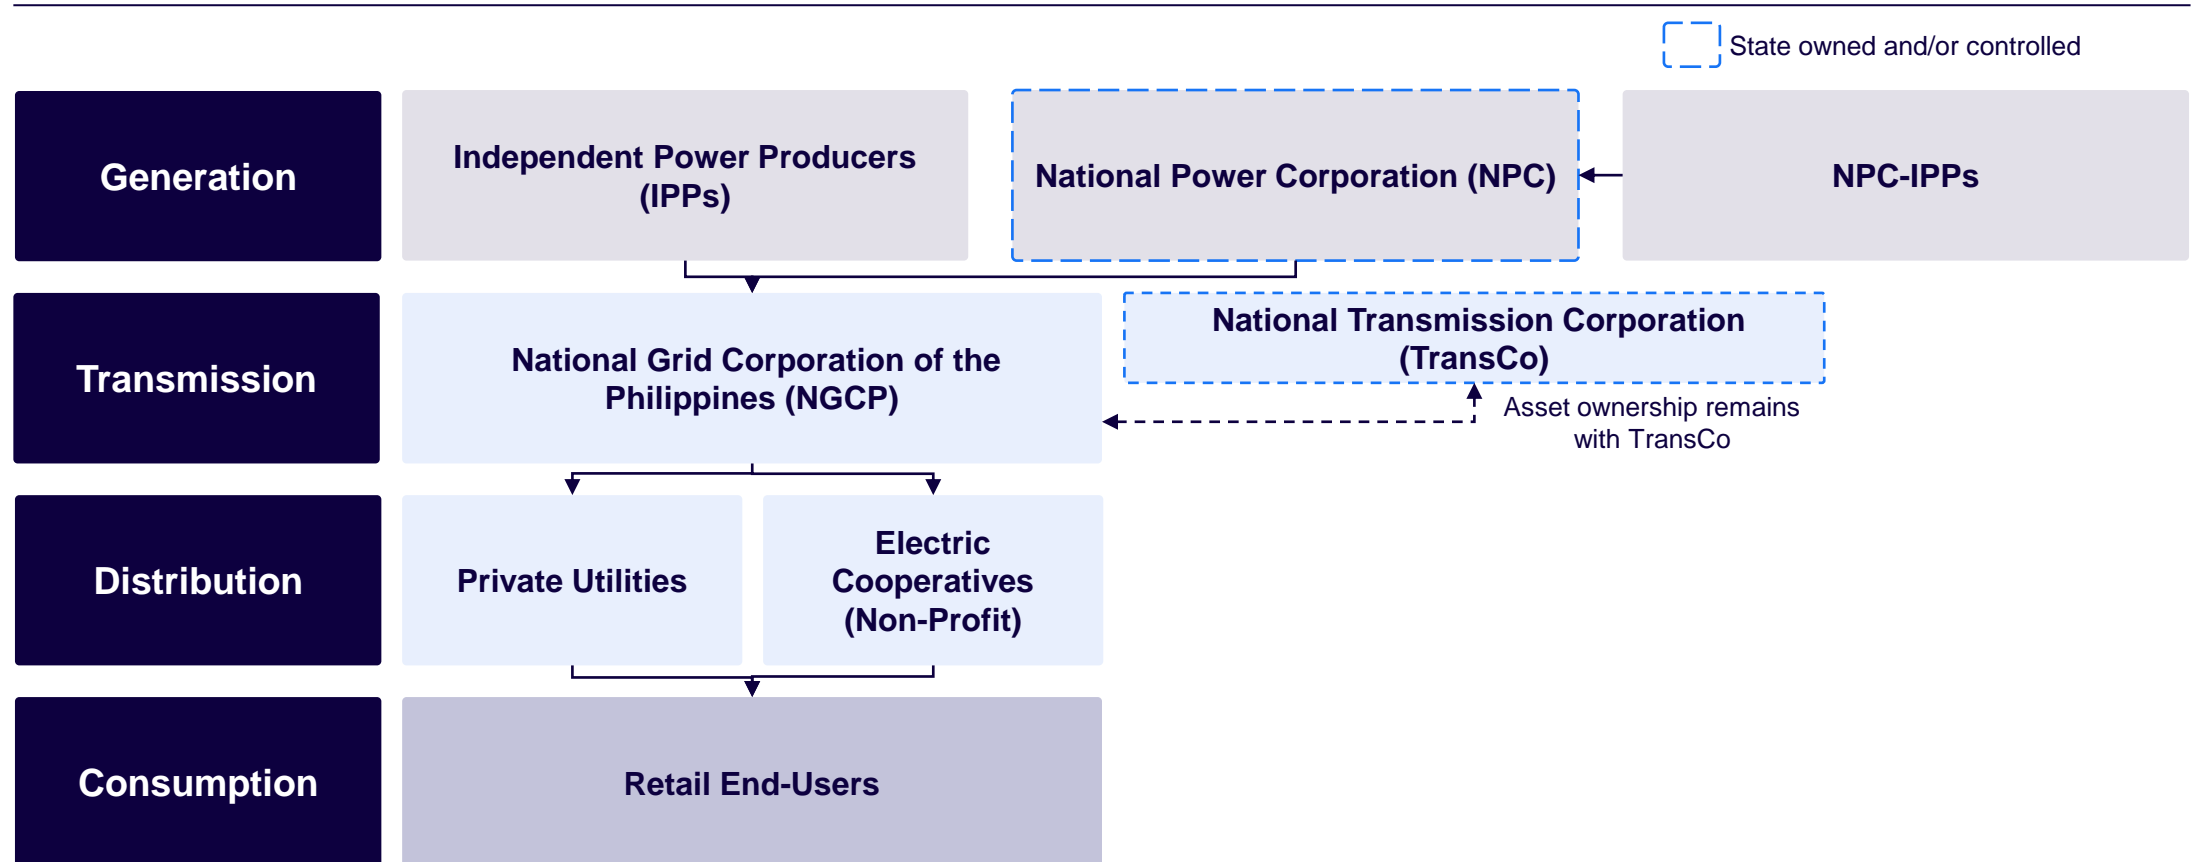 State owned and/or controlled
Generation
Independent Power Producers
(IPPs)
National Power Corporation (NPC)
NPC-IPPs
Transmission
National Grid Corporation of the
Philippines (NGCP)
National Transmission Corporation
(TransCo)
Asset ownership remains
with TransCo
Distribution
Private Utilities
Electric
Cooperatives
(Non-Profit)
Consumption
Retail End-Users